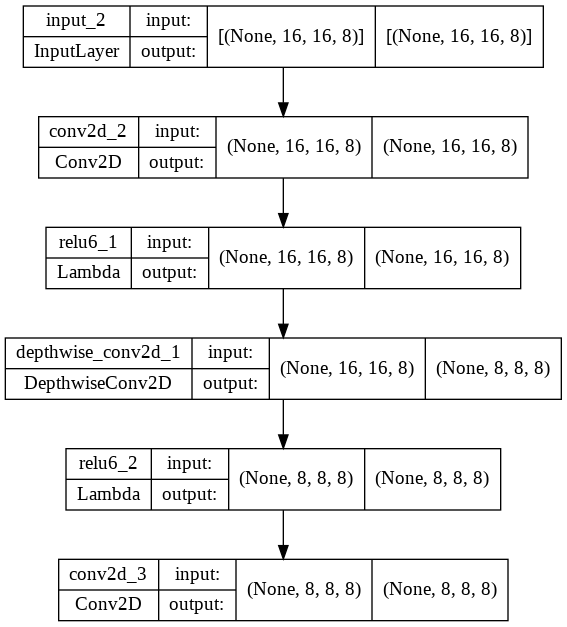 input_2 input: [(None, 16, 16, 8)] [(None, 16, 16, 8)]
InputLayer output:
conv2d_2 input: (None, 16, 16, 8) (None, 16, 16, 8)
Conv2D output:
relu6_1 input: (None, 16, 16, 8) (None, 16, 16, 8)
Lambda output:
depthwise_conv2d_1 input: (None, 16, 16, 8) (None, 8, 8, 8)
DepthwiseConv2D output:
relu6_2 input: (None, 8, 8, 8) (None, 8, 8, 8)
Lambda output:
conv2d_3 input: (None, 8, 8, 8) (None, 8, 8, 8)
Conv2D output: